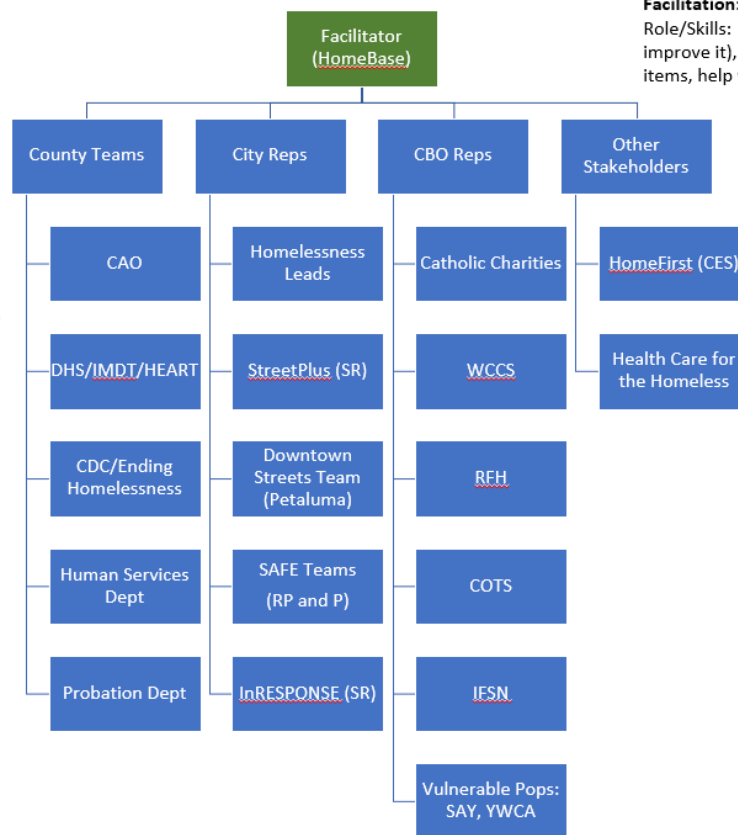 Facilitation:
Role/Skills:
improve it),
items, help
Facilitator
(HomeBase)
County Teams
City Reps
CBO Reps
Other
Stakeholders
CAO
DHS/IMDT/HEART
CDC/Ending
Homelessness
Human Services
Dept
Probation Dept
Homelessness
Leads
StreetPlus (SR)
Downtown
Streets Team
(Petaluma)
SAFE Teams
(RP and P)
InRESPONSE (SR)
Catholic Charities
WCCS
RFH
COTS
IFSN
Vulnerable Pops:
SAY, YWCA
HomeFirst (CES)
Health Care for
the Homeless